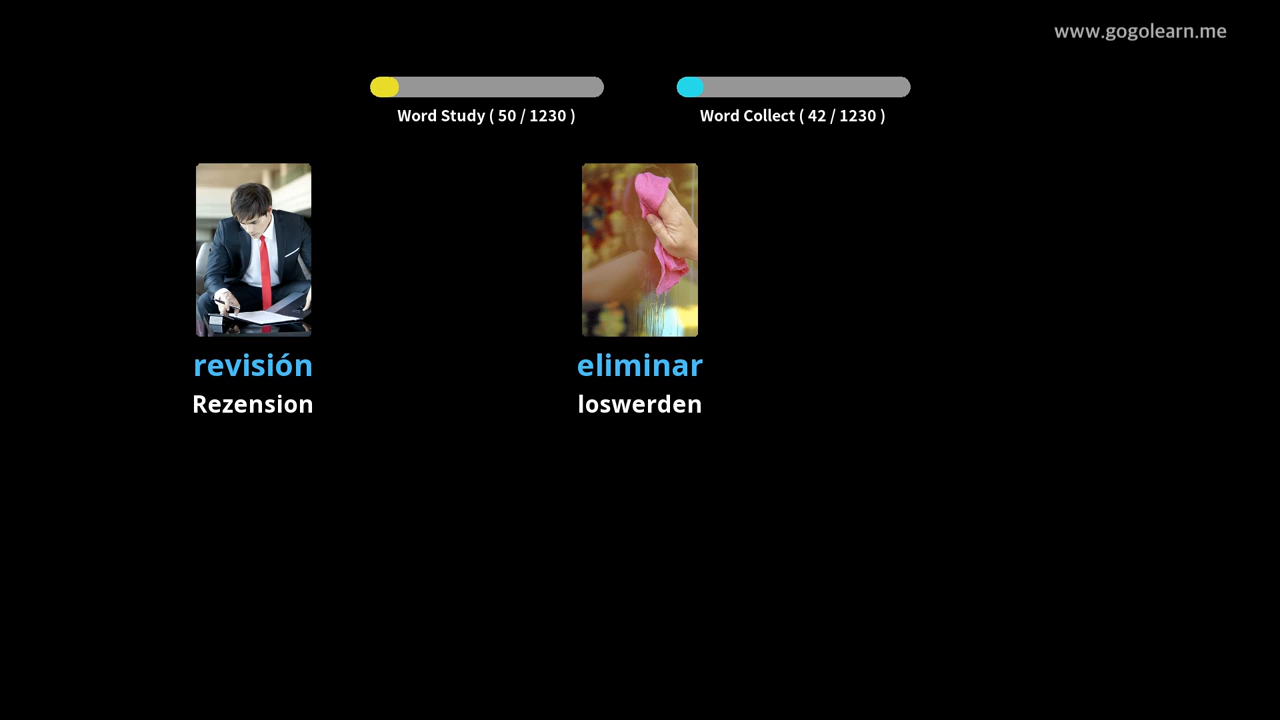 www.gogolearn.me
Word Study ( 50 / 1230 )
Word Collect ( 42 / 1230 )
revisión
Rezension
eliminar
loswerden